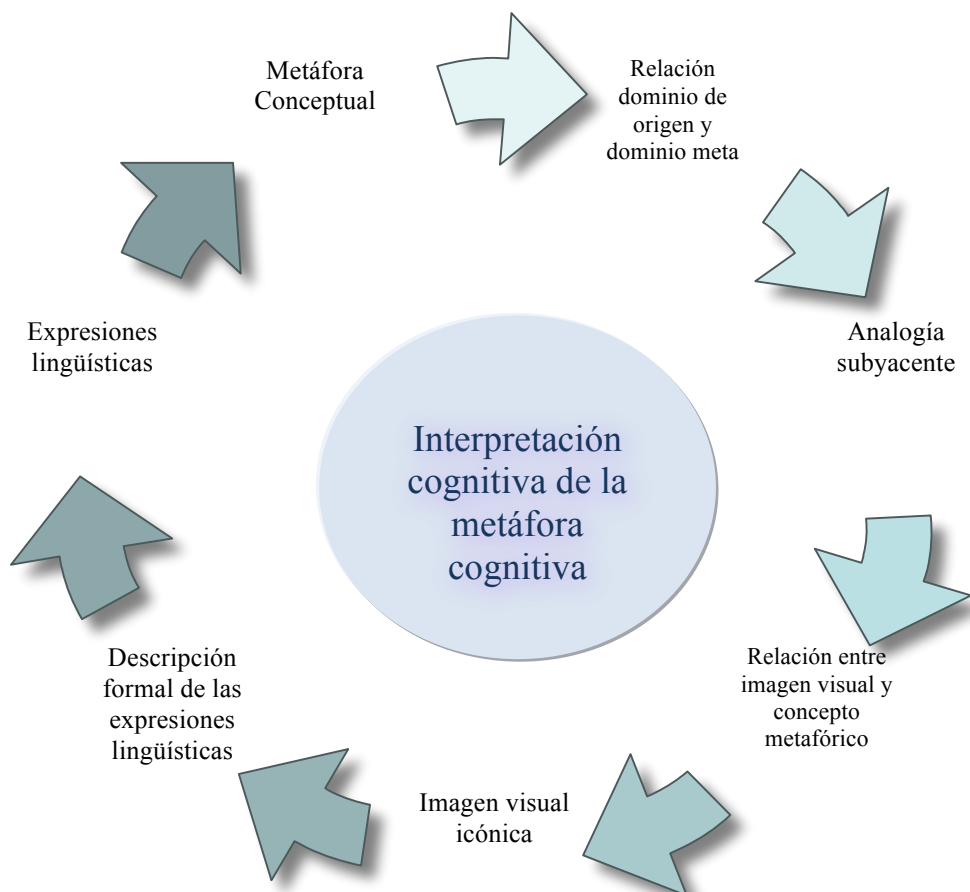 Metáfora
Conceptual
Relación
dominio de
origen y
dominio meta
Analogía
subyacente
Relación entre
imagen visual y
concepto
metafórico
Imagen visual
icónica
Descripción
formal de las
expresiones
lingüísticas
Expresiones
lingüísticas
Interpretación
cognitiva de la
metáfora
cognitiva